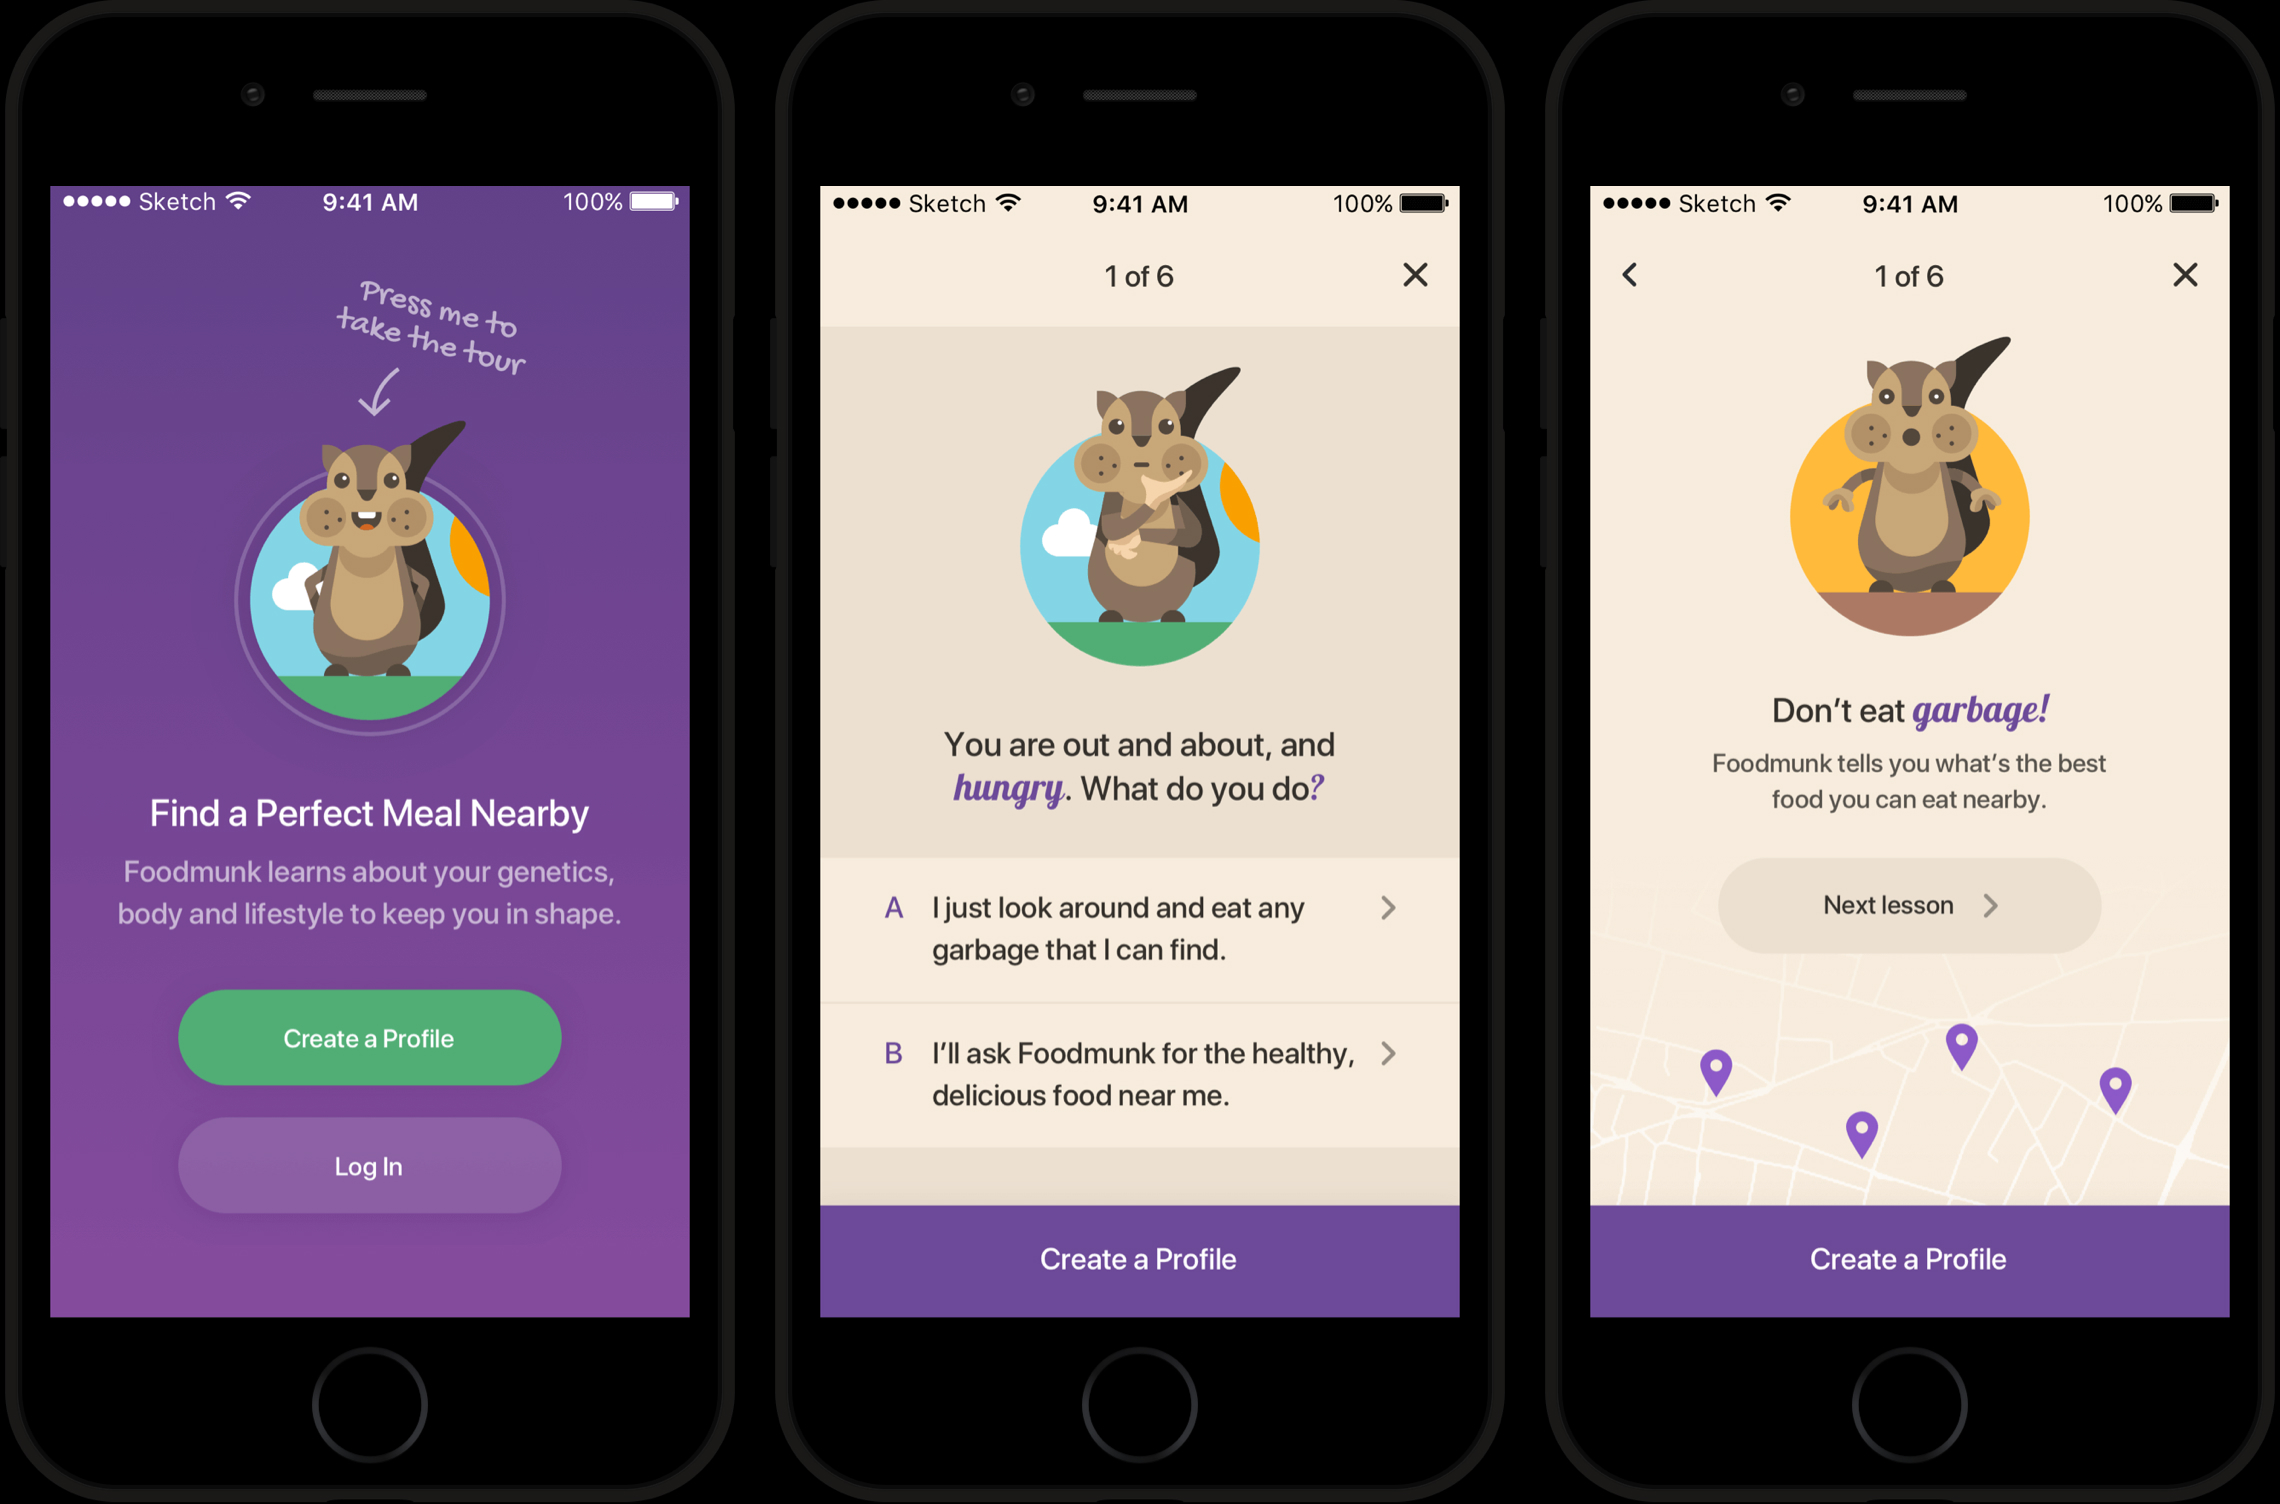 Sketch 9:41 AM 100%
Press me to
take the tour
Find a Perfect Meal Nearby
Foodmunk learns about your genetics,
body and lifestyle to keep you in shape.
Create a Profile
Log In
Sketch 9:41 AM 100%
1 of 6
You are out and about, and
hungry. What do you do?
A I just look around and eat any
garbage that I can find.
B I’ll ask Foodmunk for the healthy,
delicious food near me.
Create a Profile
Sketch 9:41 AM 100%
1 of 6
Don’t eat garbage!
Foodmunk tells you what’s the best
food you can eat nearby.
Next lesson
Create a Profile